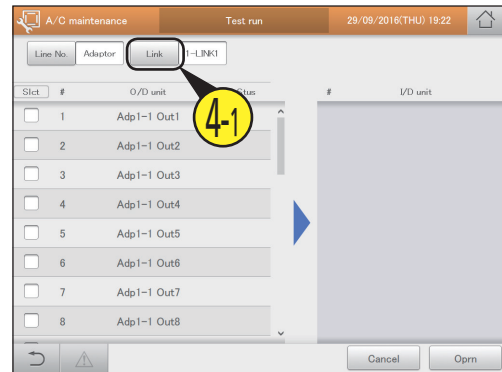 A/C maintenance Test run 29/09/2016(THU) 19:22
Line No. Adaptor Link 1-LINK1
Slct # O/D unit # I/D unit
4-1
1 Adp1-1 Out1
2 Adp1-1 Out2
3 Adp1-1 Out3
4 Adp1-1 Out4
5 Adp1-1 Out5
6 Adp1-1 Out6
7 Adp1-1 Out7
8 Adp1-1 Out8
Cancel Oprn